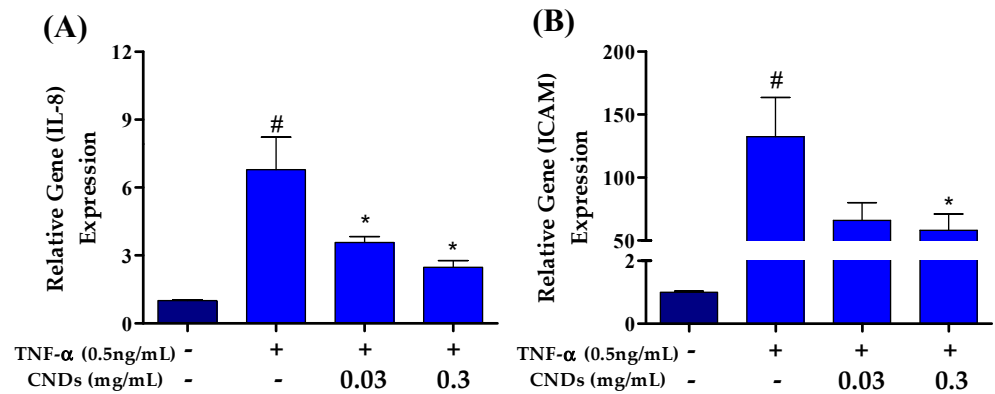 (A)
Relative Gene (IL-8)
Expression
12
9
6
3
0
#
*
*
TNF-α (0.5ng/mL) - + + +
CNDs (mg/mL) - - 0.03 0.3
(B)
Relative Gene (ICAM)
Expression
200
150
100
50
2
0
#
*
TNF-α (0.5ng/mL) - + + +
CNDs (mg/mL) - - 0.03 0.3